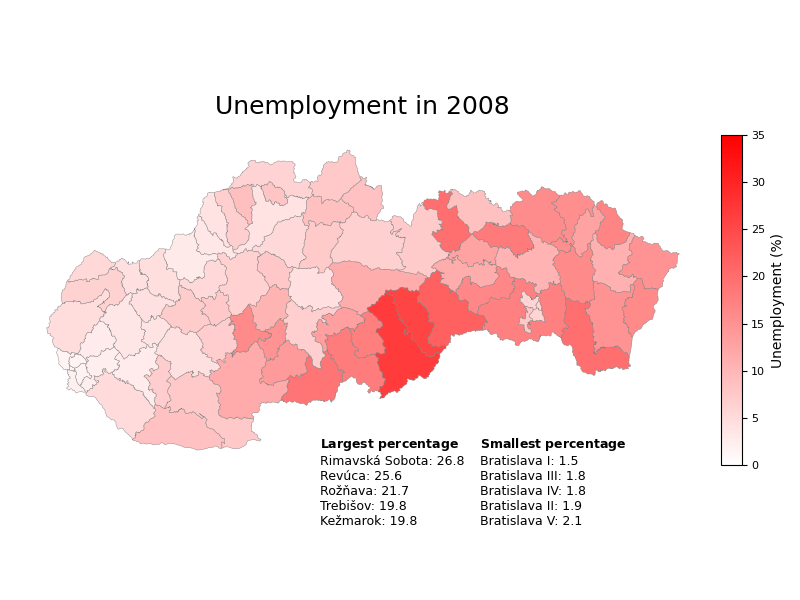 Unemployment in 2008
35
30
25
20
15
10
5
0
Unemployment (%)
Largest percentage
Rimavská Sobota: 26.8
Revúca: 25.6
Rožňava: 21.7
Trebišov: 19.8
Kežmarok: 19.8
Smallest percentage
Bratislava I: 1.5
Bratislava III: 1.8
Bratislava IV: 1.8
Bratislava II: 1.9
Bratislava V: 2.1